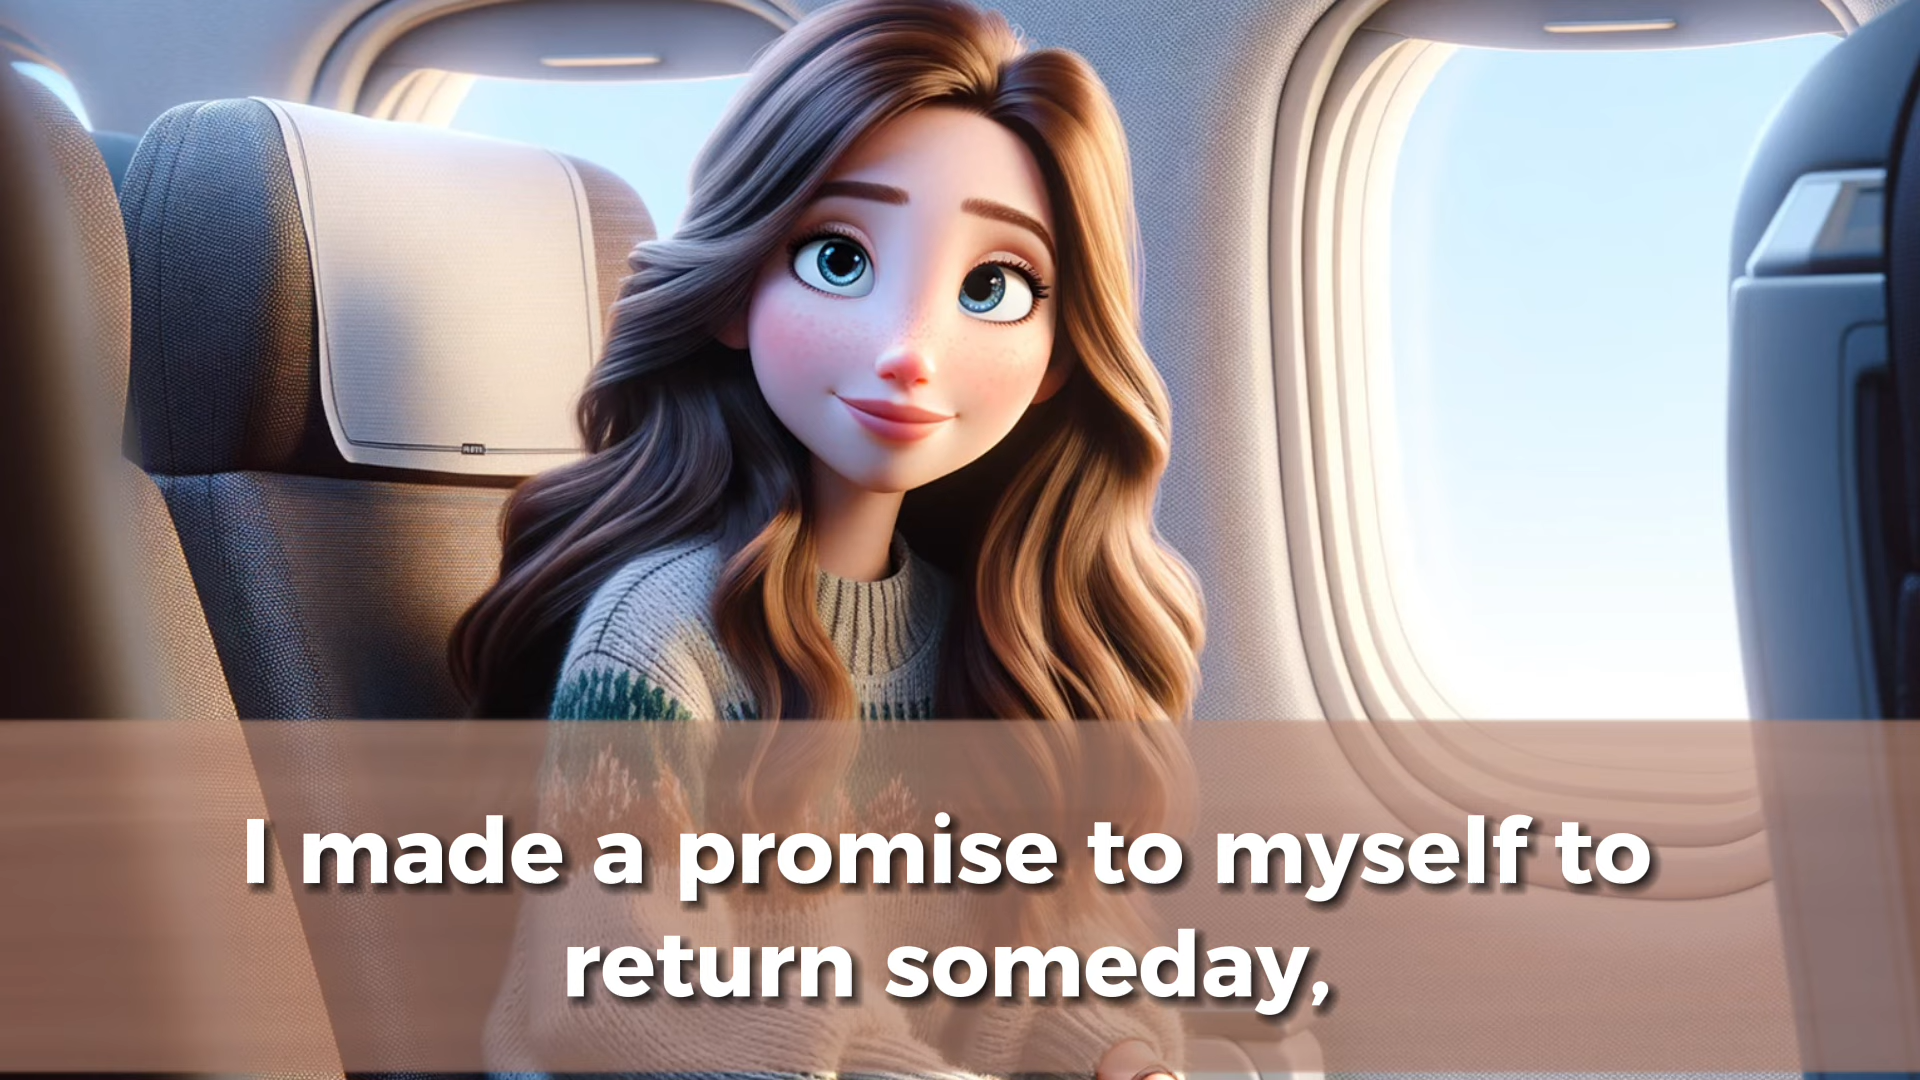 I made a promise to myself to
return someday,